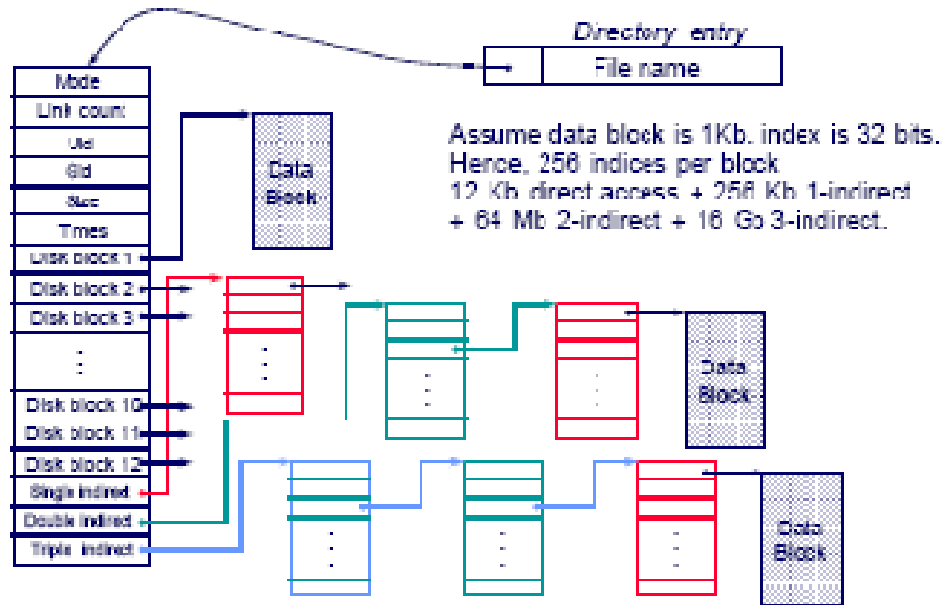 Directory entry
File name
Mode
Link count
Uid
Gid
Size
Times
Disk block 1
Disk block 2
Disk block 3
Disk block 10
Disk block 11
Disk block 12
Single indirect
Double Indirect
Triple Indirect
Data
Block
Assume data block is 1Kb. index is 32 bits.
Hence, 256 indices per block
12 Kb direct access + 256 Kb 1-indirect
+ 64 Mb 2-indirect + 16 Gb 3-indirect.
Data
Block
Data
Block